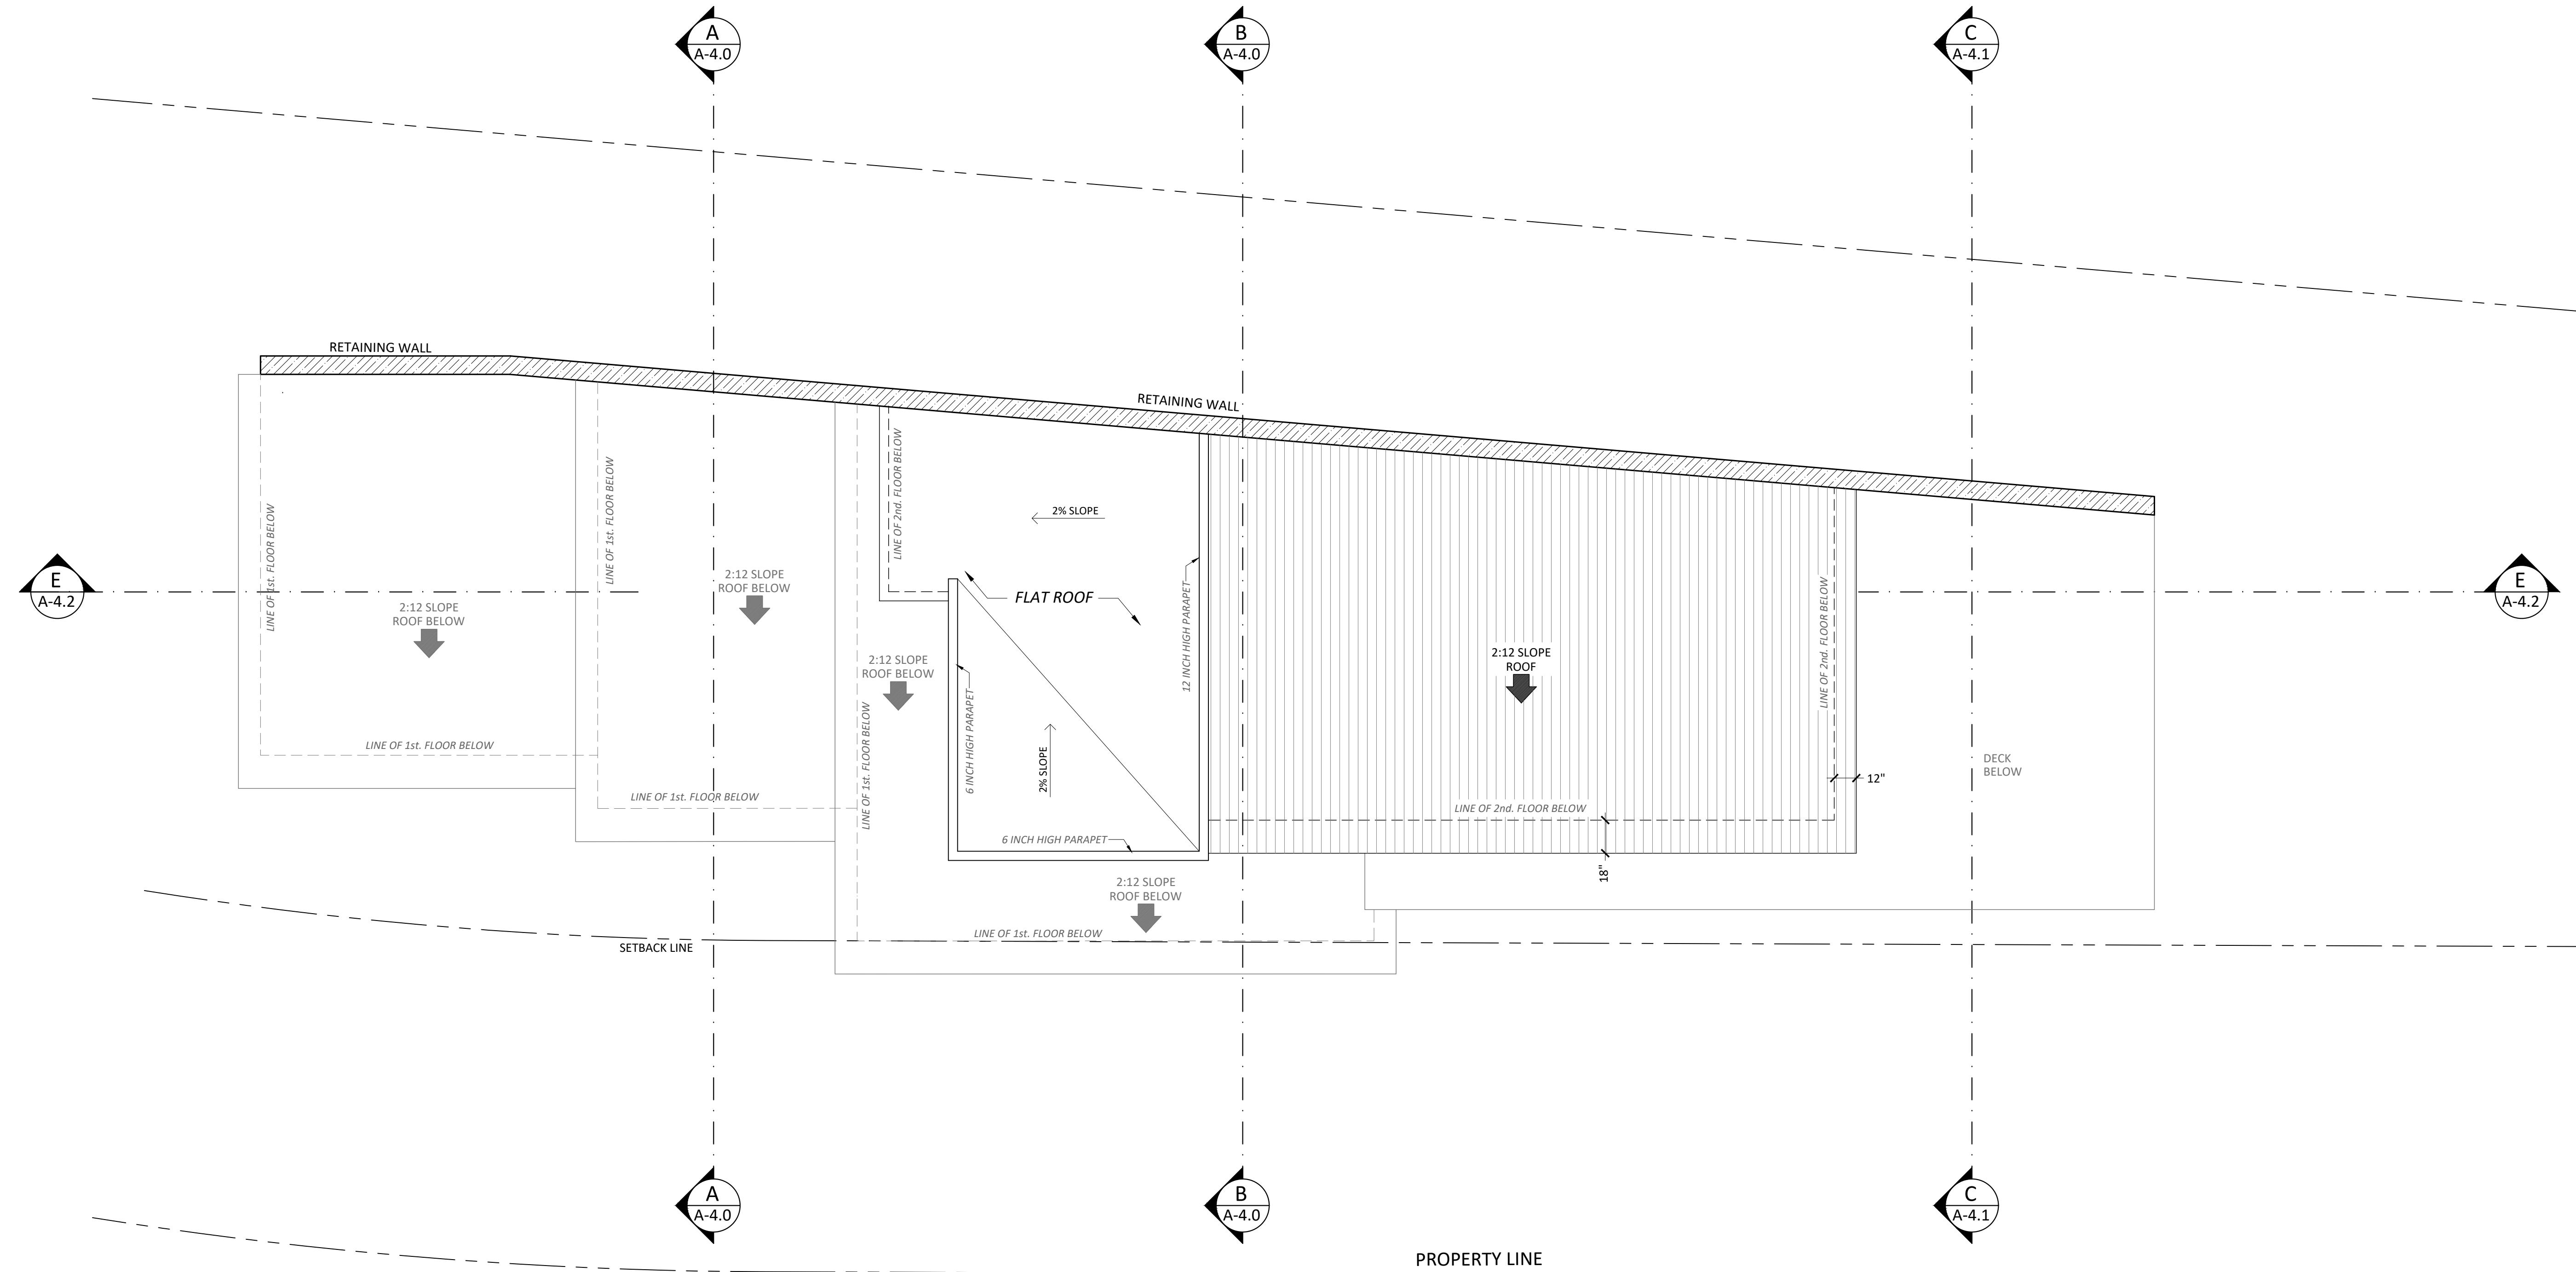 A
A-4.0
B
A-4.0
C
A-4.1
RETAINING WALL
RETAINING WALL
LINE OF 1st. FLOOR BELOW
LINE OF 1st. FLOOR BELOW
LINE OF 2nd. FLOOR BELOW
2% SLOPE
E
A-4.2
E
A-4.2
2:12 SLOPE
ROOF BELOW
2:12 SLOPE
ROOF BELOW
FLAT ROOF
12 INCH HIGH PARAPET
LINE OF 2nd. FLOOR BELOW
2:12 SLOPE
ROOF BELOW
2:12 SLOPE
ROOF
6 INCH HIGH PARAPET
LINE OF 1st. FLOOR BELOW
2% SLOPE
LINE OF 1st. FLOOR BELOW
LINE OF 1st. FLOOR BELOW
12"
DECK
BELOW
LINE OF 2nd. FLOOR BELOW
6 INCH HIGH PARAPET
18"
2:12 SLOPE
ROOF BELOW
LINE OF 1st. FLOOR BELOW
SETBACK LINE
A
A-4.0
B
A-4.0
C
A-4.1
PROPERTY LINE